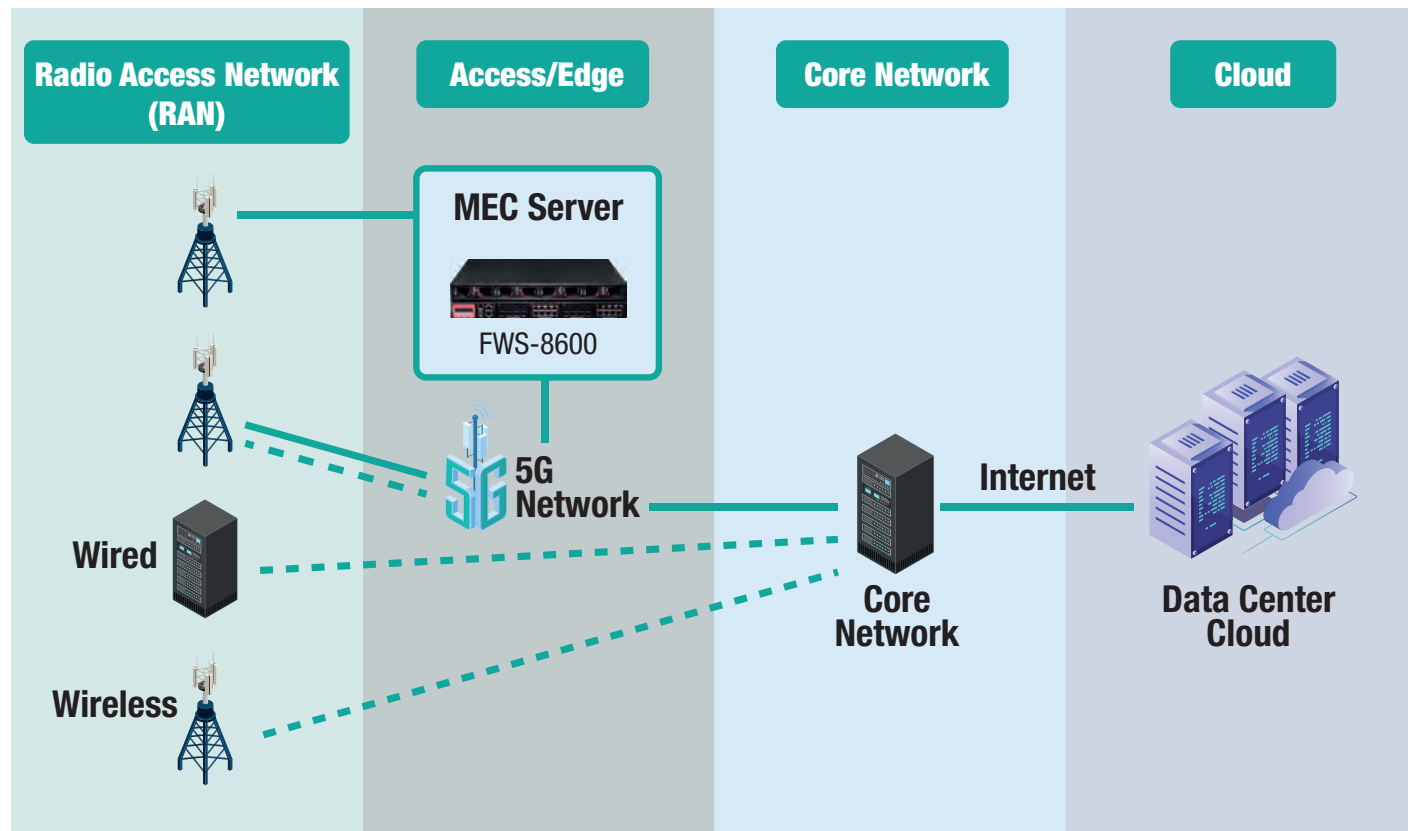 Radio Access Network
(RAN)
Access/Edge
Core Network
Cloud
MEC Server
FWS-8600
5G
5G
Network
Internet
Wired
Core
Network
Data Center
Cloud
Wireless